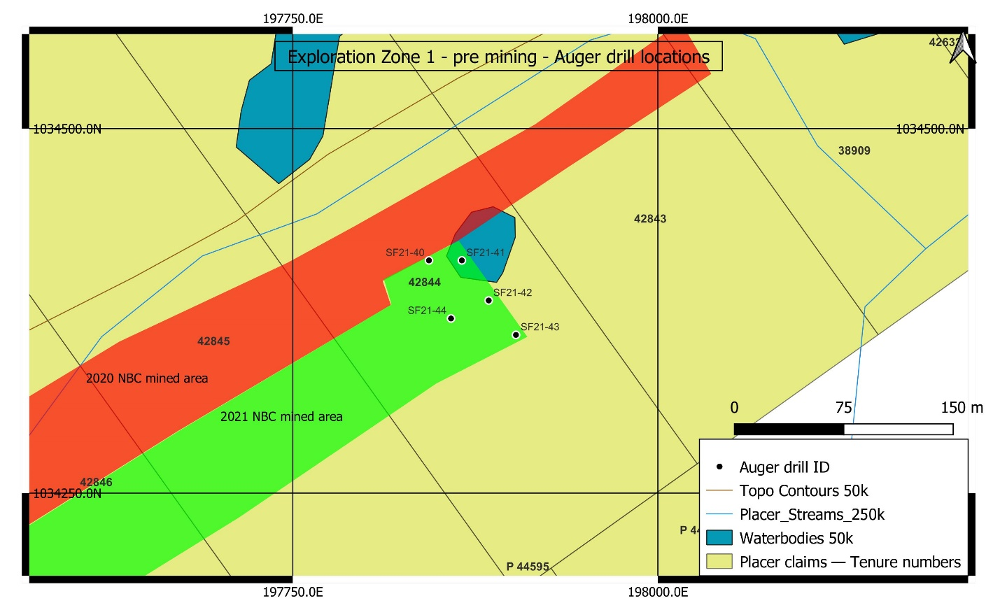 197750.0E 198000.0E
42632
Exploration Zone 1 - pre mining - Auger drill locations
1034500.0N 1034500.0N
38909
42843
SF21-40 SF21-41
42844
SF21-42
SF21-44
SF21-43
42845
2020 NBC mined area
0 75 150 m
2021 NBC mined area
Auger drill ID
42846
Topo Contours 50k
1034250.0N
Placer_Streams_250k
P 44
Waterbodies 50k
Placer claims — Tenure numbers
P 44595
197750.0E 198000.0E